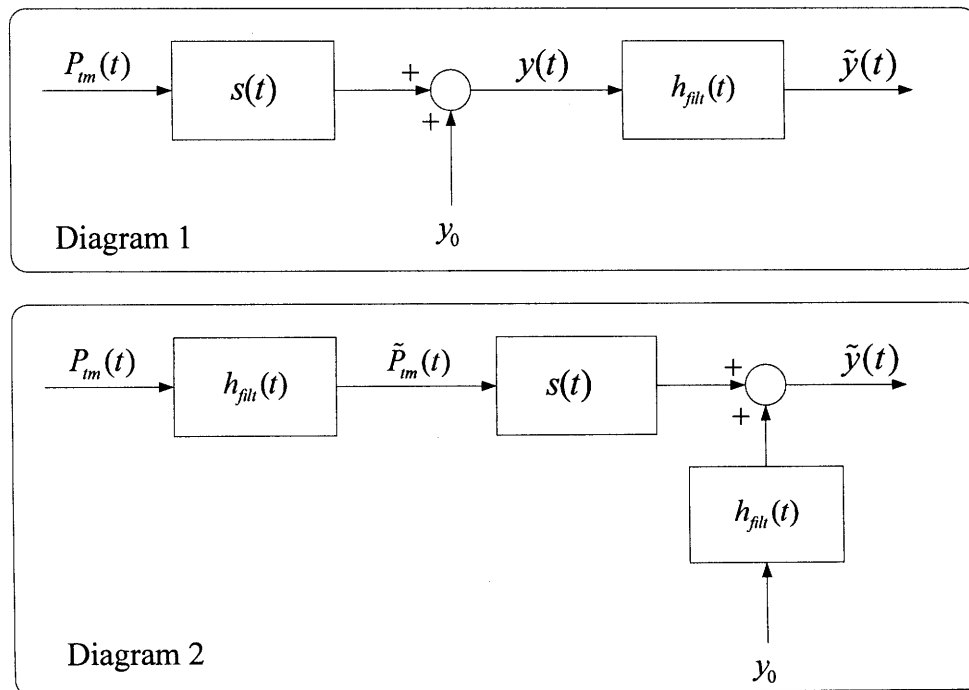 P_tm(t) s(t) + + y(t) h_filt(t) ỹ(t)
y_0
Diagram 1
P_tm(t) h_filt(t) P̃_tm(t) s(t) + + ỹ(t)
h_filt(t)
Diagram 2
y_0